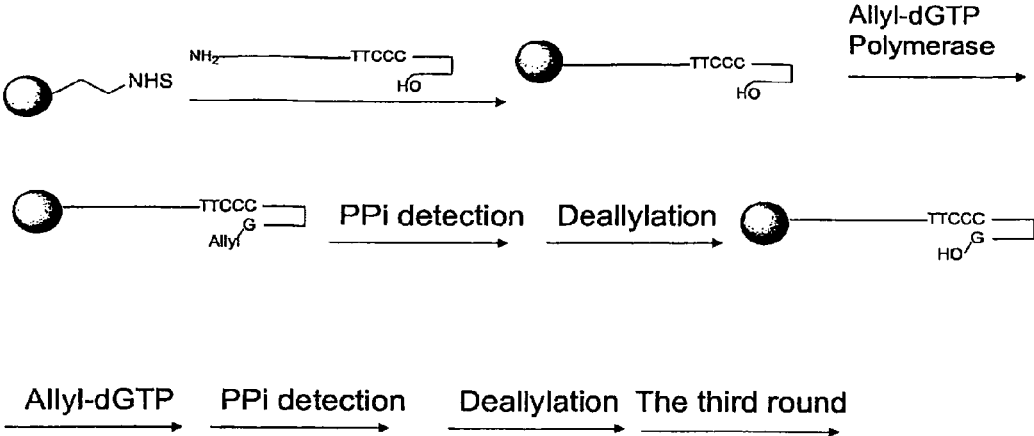 NHS
NH2
TTCCC
HO
TTCCC
HO
Allyl-dGTP
Polymerase
TTCCC
G
Allyl
PPi detection
Deallylation
TTCCC
G
HO
Allyl-dGTP
PPi detection
Deallylation
The third round